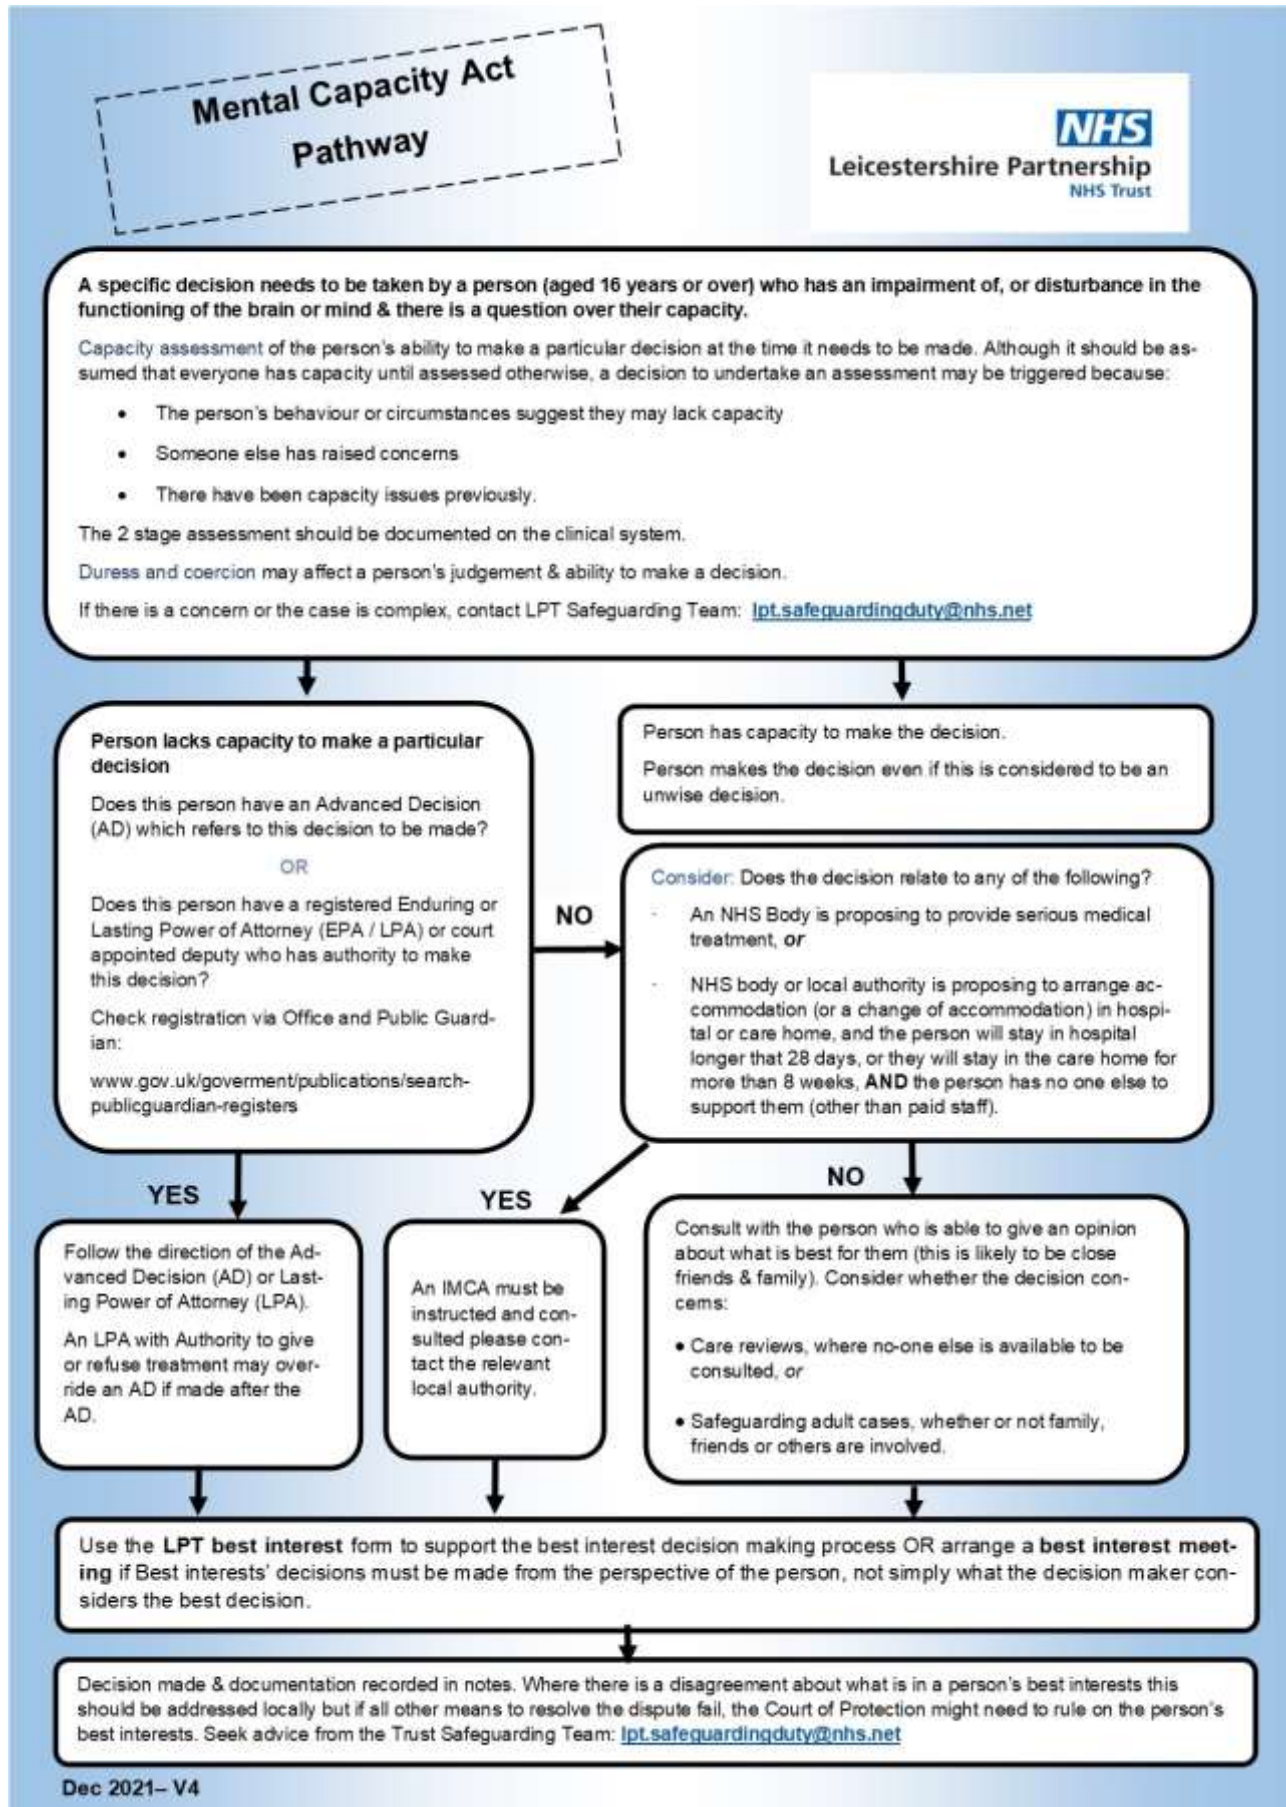 Mental Capacity Act
Pathway
NHS
Leicestershire Partnership
NHS Trust
A specific decision needs to be taken by a person (aged 16 years or over) who has an impairment of, or disturbance in the
functioning of the brain or mind & there is a question over their capacity.
Capacity assessment of the person's ability to make a particular decision at the time it needs to be made. Although it should be as-
sumed that everyone has capacity until assessed otherwise, a decision to undertake an assessment may be triggered because:
• The person's behaviour or circumstances suggest they may lack capacity
• Someone else has raised concerns
• There have been capacity issues previously.
The 2 stage assessment should be documented on the clinical system.
Duress and coercion may affect a person's judgement & ability to make a decision.
If there is a concern or the case is complex, contact LPT Safeguarding Team: lpt.safeguardingduty@nhs.net
Person lacks capacity to make a particular
decision
Does this person have an Advanced Decision
(AD) which refers to this decision to be made?
OR
Does this person have a registered Enduring or
Lasting Power of Attorney (EPA / LPA) or court
appointed deputy who has authority to make
this decision?
Check registration via Office and Public Guard-
ian:
www.gov.uk/goverment/publications/search-
publicguardian-registers
Person has capacity to make the decision.
Person makes the decision even if this is considered to be an
unwise decision.
NO
Consider: Does the decision relate to any of the following?
- An NHS Body is proposing to provide serious medical
treatment, or
- NHS body or local authority is proposing to arrange ac-
commodation (or a change of accommodation) in hospi-
tal or care home, and the person will stay in hospital
longer that 28 days, or they will stay in the care home for
more than 8 weeks, AND the person has no one else to
support them (other than paid staff).
YES
YES
NO
Follow the direction of the Ad-
vanced Decision (AD) or Last-
ing Power of Attorney (LPA).
An LPA with Authority to give
or refuse treatment may over-
ride an AD if made after the
AD.
An IMCA must be
instructed and con-
sulted please con-
tact the relevant
local authority.
Consult with the person who is able to give an opinion
about what is best for them (this is likely to be close
friends & family). Consider whether the decision con-
cerns:
• Care reviews, where no-one else is available to be
consulted, or
• Safeguarding adult cases, whether or not family,
friends or others are involved.
Use the LPT best interest form to support the best interest decision making process OR arrange a best interest meet-
ing if Best interests' decisions must be made from the perspective of the person, not simply what the decision maker con-
siders the best decision.
Decision made & documentation recorded in notes. Where there is a disagreement about what is in a person's best interests this
should be addressed locally but if all other means to resolve the dispute fail, the Court of Protection might need to rule on the person's
best interests. Seek advice from the Trust Safeguarding Team: lpt.safeguardingduty@nhs.net
Dec 2021– V4